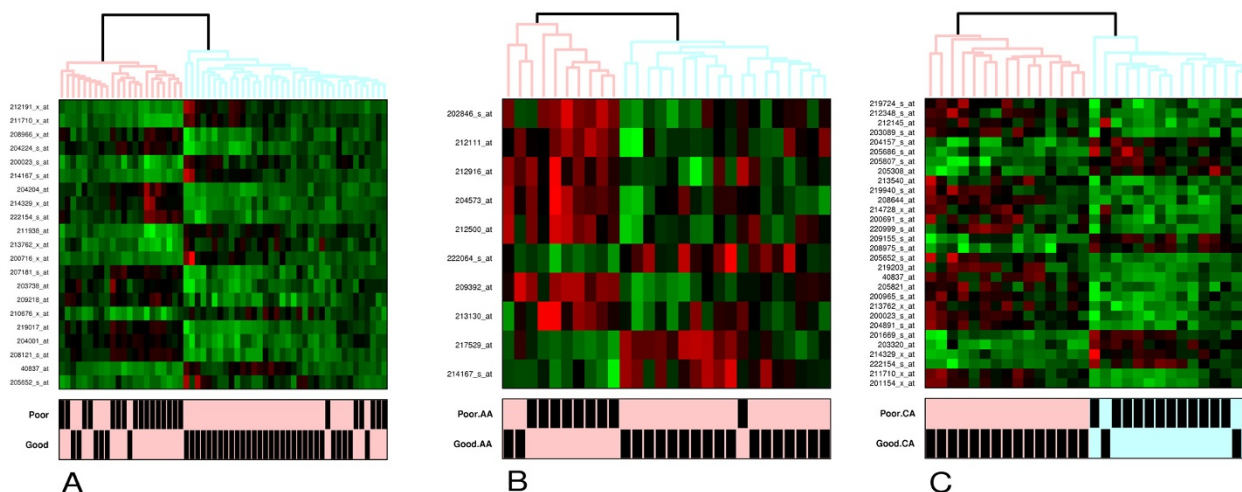 212191_x_at
211710_x_at
208966_x_at
204224_s_at
200023_s_at
214167_s_at
204204_at
214329_x_at
222154_s_at
211938_at
213762_x_at
200716_x_at
207181_s_at
203738_at
209218_at
210676_x_at
219017_at
204001_at
208121_s_at
40837_at
205652_s_at
Poor
Good
A
202846_s_at
212111_at
212916_at
204573_at
212500_at
222064_s_at
209392_at
213130_at
217529_at
214167_s_at
Poor.AA
Good.AA
B
219724_s_at
212348_s_at
212145_at
203089_s_at
204157_s_at
205686_s_at
205807_s_at
205308_at
213540_at
219940_s_at
208644_at
214728_x_at
200691_s_at
220999_s_at
209155_s_at
208975_s_at
205652_s_at
219203_at
40837_at
205821_at
200965_s_at
213762_x_at
200023_s_at
204891_s_at
201669_s_at
203320_at
214329_x_at
222154_s_at
211710_x_at
201154_x_at
Poor.CA
Good.CA
C